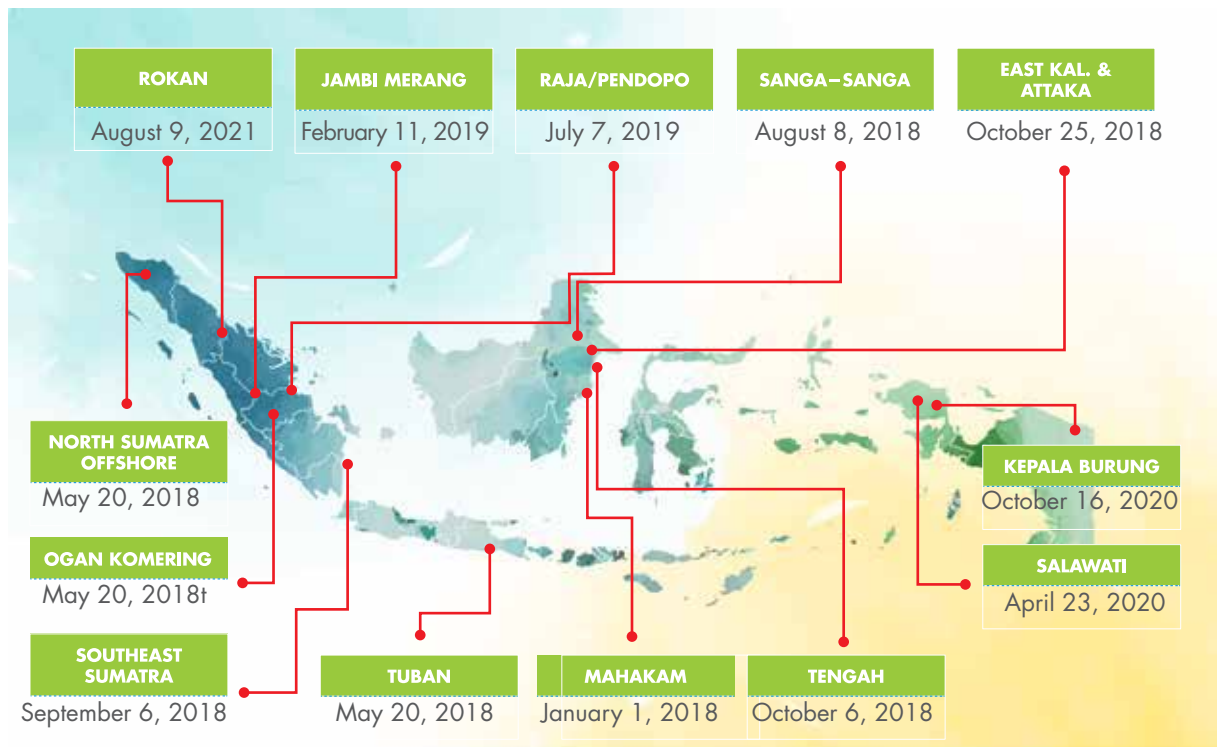 ROKAN
August 9, 2021
JAMBI MERANG
February 11, 2019
RAJA/PENDOPO
July 7, 2019
SANGA–SANGA
August 8, 2018
EAST KAL. &
ATTAKA
October 25, 2018
NORTH SUMATRA
OFFSHORE
May 20, 2018
OGAN KOMERING
May 20, 2018t
SOUTHEAST
SUMATRA
September 6, 2018
TUBAN
May 20, 2018
MAHAKAM
January 1, 2018
TENGAH
October 6, 2018
KEPALA BURUNG
October 16, 2020
SALAWATI
April 23, 2020